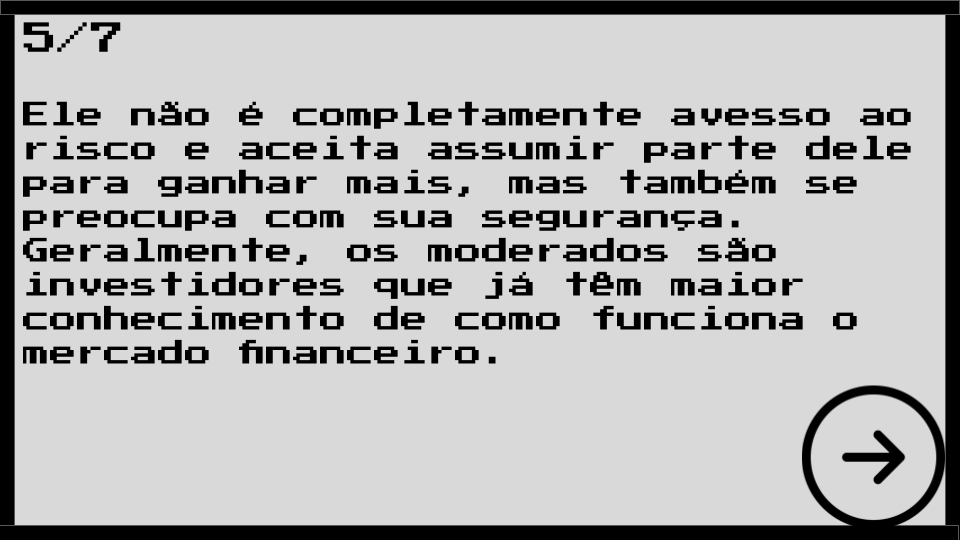 5/7
Ele não é completamente avesso ao
risco e aceita assumir parte dele
para ganhar mais, mas também se
preocupa com sua segurança.
Geralmente, os moderados são
investidores que já têm maior
conhecimento de como funciona o
mercado financeiro.